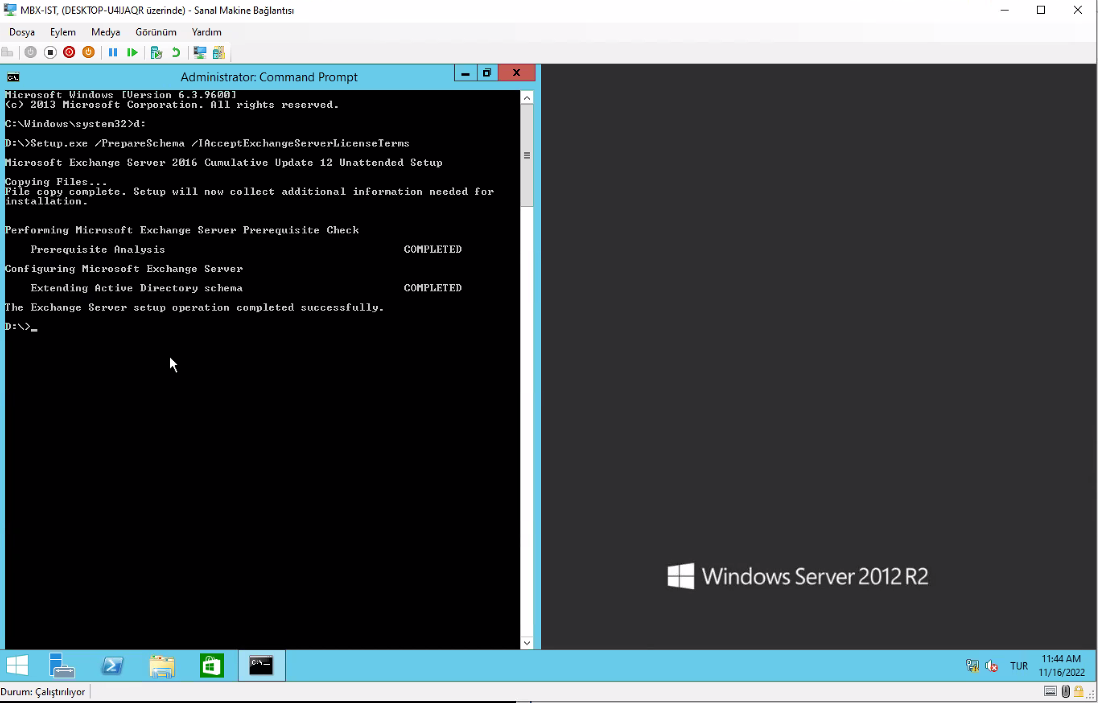 MBX-IST, (DESKTOP-U4IJAQR üzerinde) - Sanal Makine Bağlantısı
Dosya Eylem Medya Görünüm Yardım
Administrator: Command Prompt
Microsoft Windows [Version 6.3.9600]
(c) 2013 Microsoft Corporation. All rights reserved.
C:\Windows\system32>d:
D:\>Setup.exe /PrepareSchema /IAcceptExchangeServerLicenseTerms
Microsoft Exchange Server 2016 Cumulative Update 12 Unattended Setup
Copying Files...
File copy complete. Setup will now collect additional information needed for
installation.
Performing Microsoft Exchange Server Prerequisite Check
Prerequisite Analysis COMPLETED
Configuring Microsoft Exchange Server
Extending Active Directory schema COMPLETED
The Exchange Server setup operation completed successfully.
D:\>_
Windows Server 2012 R2
TUR
11:44 AM
11/16/2022
Durum: Çalıştırılıyor